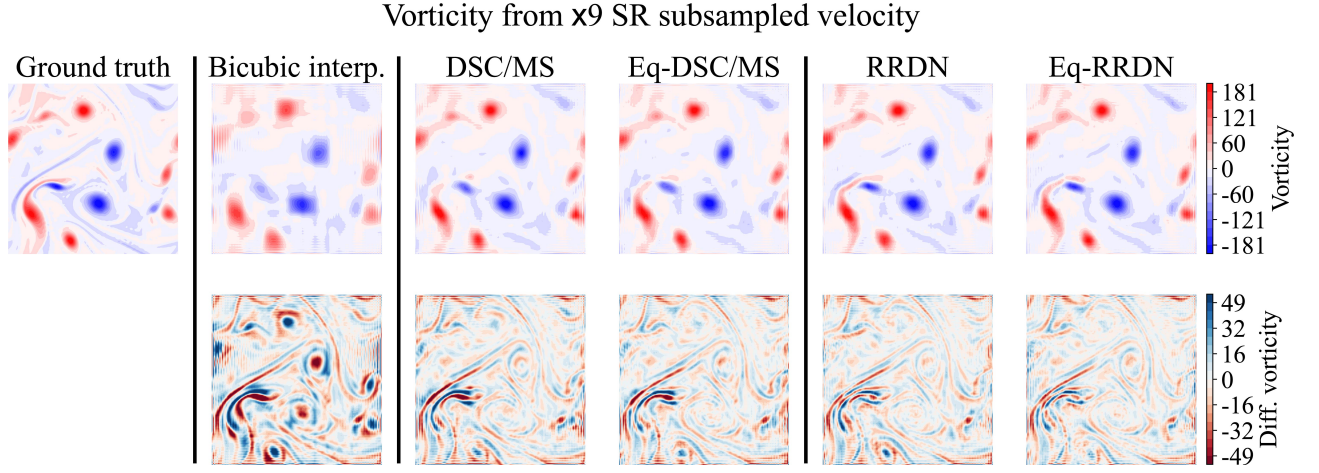 Vorticity from x9 SR subsampled velocity
Ground truth
Bicubic interp.
DSC/MS
Eq-DSC/MS
RRDN
Eq-RRDN
181
121
60
0
-60
-121
-181
Vorticity
49
32
16
0
-16
-32
-49
Diff. vorticity